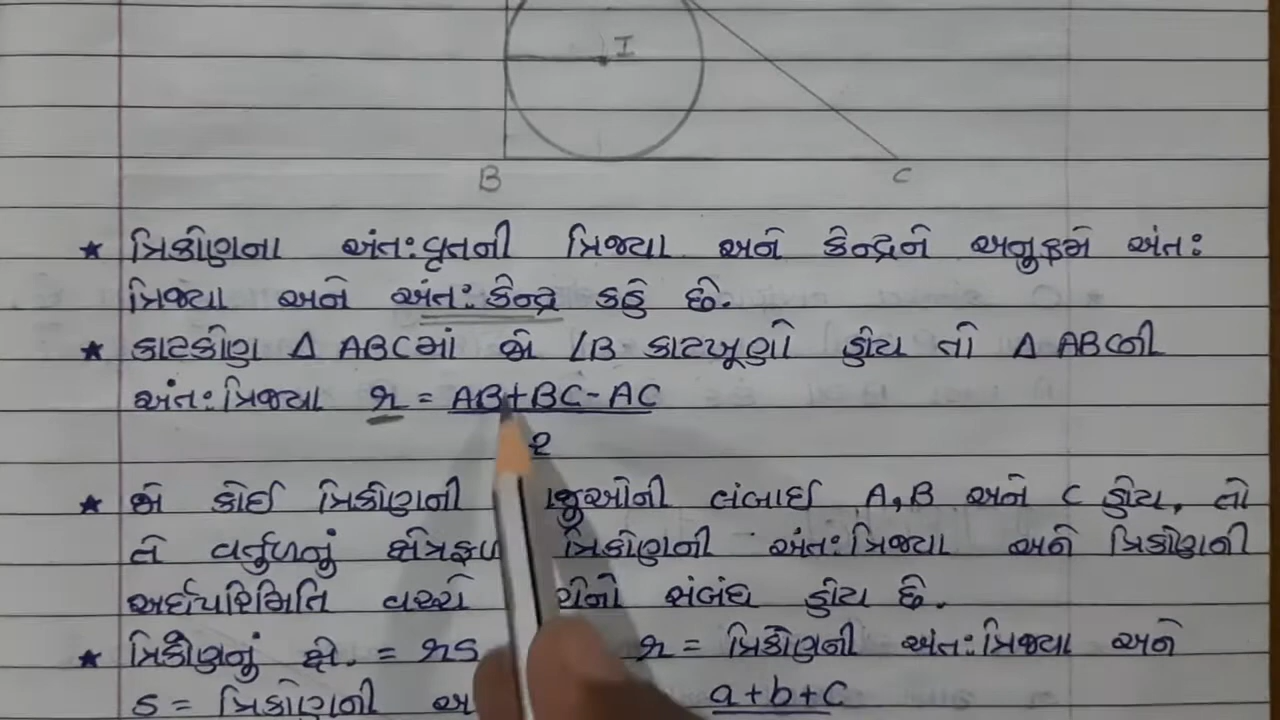 I
B
C
★ ત્રિકોણના અંતઃવૃતની ત્રિજ્યા અને કેન્દ્રને અનુક્રમે અંતઃ
ત્રિજ્યા અને અંતઃકેન્દ્ર કહે છે.
★ કાટકોણ Δ ABCમાં જો ∠B કાટખૂણો હોય તો Δ ABCની
અંતઃત્રિજ્યા r = AB+BC-AC
૨
★ જો કોઈ ત્રિકોણની જુઓની લંબાઈ A,B અને C હોય, તો
તે વર્તુળનું ક્ષેત્રફળ ત્રિકોણની અંતઃત્રિજ્યા અને ત્રિકોણની
અર્ધપરિમિતિ વચ્ચે સંબંધ હોય છે.
★ ત્રિકોણનું ક્ષે. = rs r = ત્રિકોણની અંતઃત્રિજ્યા અને
s = ત્રિકોણની અ a+b+c